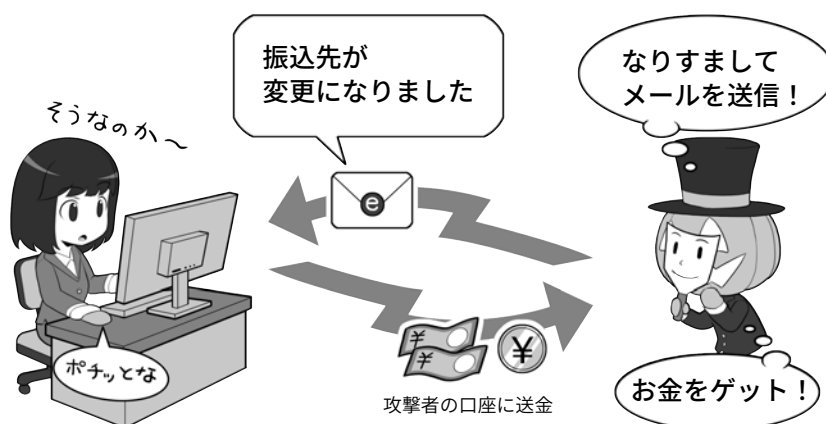 振込先が
変更になりました
なりすまして
メールを送信！
そうなのか〜
e
ポチッとな
¥
¥
¥
攻撃者の口座に送金
お金をゲット！